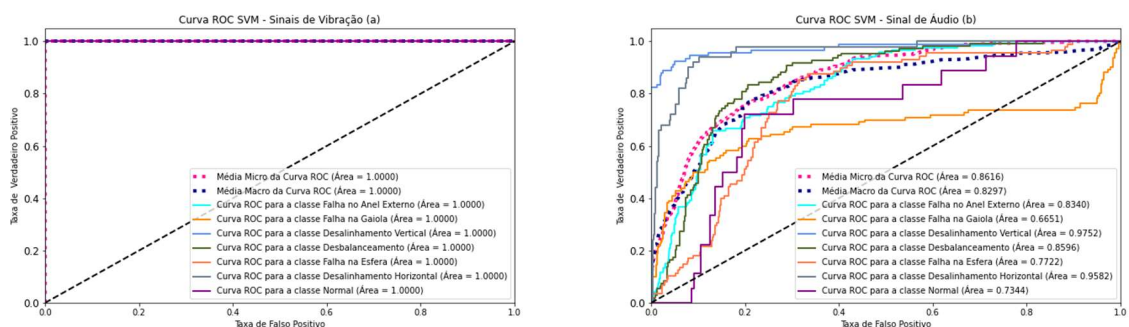 Curva ROC SVM - Sinais de Vibração (a)
1.0
0.8
0.6
0.4
0.2
0.0
Taxa de Verdadeiro Positivo
Média Micro da Curva ROC (Área = 1.0000)
Média Macro da Curva ROC (Área = 1.0000)
Curva ROC para a classe Falha no Anel Externo (Área = 1.0000)
Curva ROC para a classe Falha na Gaiola (Área = 1.0000)
Curva ROC para a classe Desalinhamento Vertical (Área = 1.0000)
Curva ROC para a classe Desbalanceamento (Área = 1.0000)
Curva ROC para a classe Falha na Esfera (Área = 1.0000)
Curva ROC para a classe Desalinhamento Horizontal (Área = 1.0000)
Curva ROC para a classe Normal (Área = 1.0000)
0.0 0.2 0.4 0.6 0.8 1.0
Taxa de Falso Positivo
Curva ROC SVM - Sinal de Áudio (b)
1.0
0.8
0.6
0.4
0.2
0.0
Taxa de Verdadeiro Positivo
Média Micro da Curva ROC (Área = 0.8616)
Média Macro da Curva ROC (Área = 0.8297)
Curva ROC para a classe Falha no Anel Externo (Área = 0.8340)
Curva ROC para a classe Falha na Gaiola (Área = 0.6651)
Curva ROC para a classe Desalinhamento Vertical (Área = 0.9752)
Curva ROC para a classe Desbalanceamento (Área = 0.8596)
Curva ROC para a classe Falha na Esfera (Área = 0.7722)
Curva ROC para a classe Desalinhamento Horizontal (Área = 0.9582)
Curva ROC para a classe Normal (Área = 0.7344)
0.0 0.2 0.4 0.6 0.8 1.0
Taxa de Falso Positivo